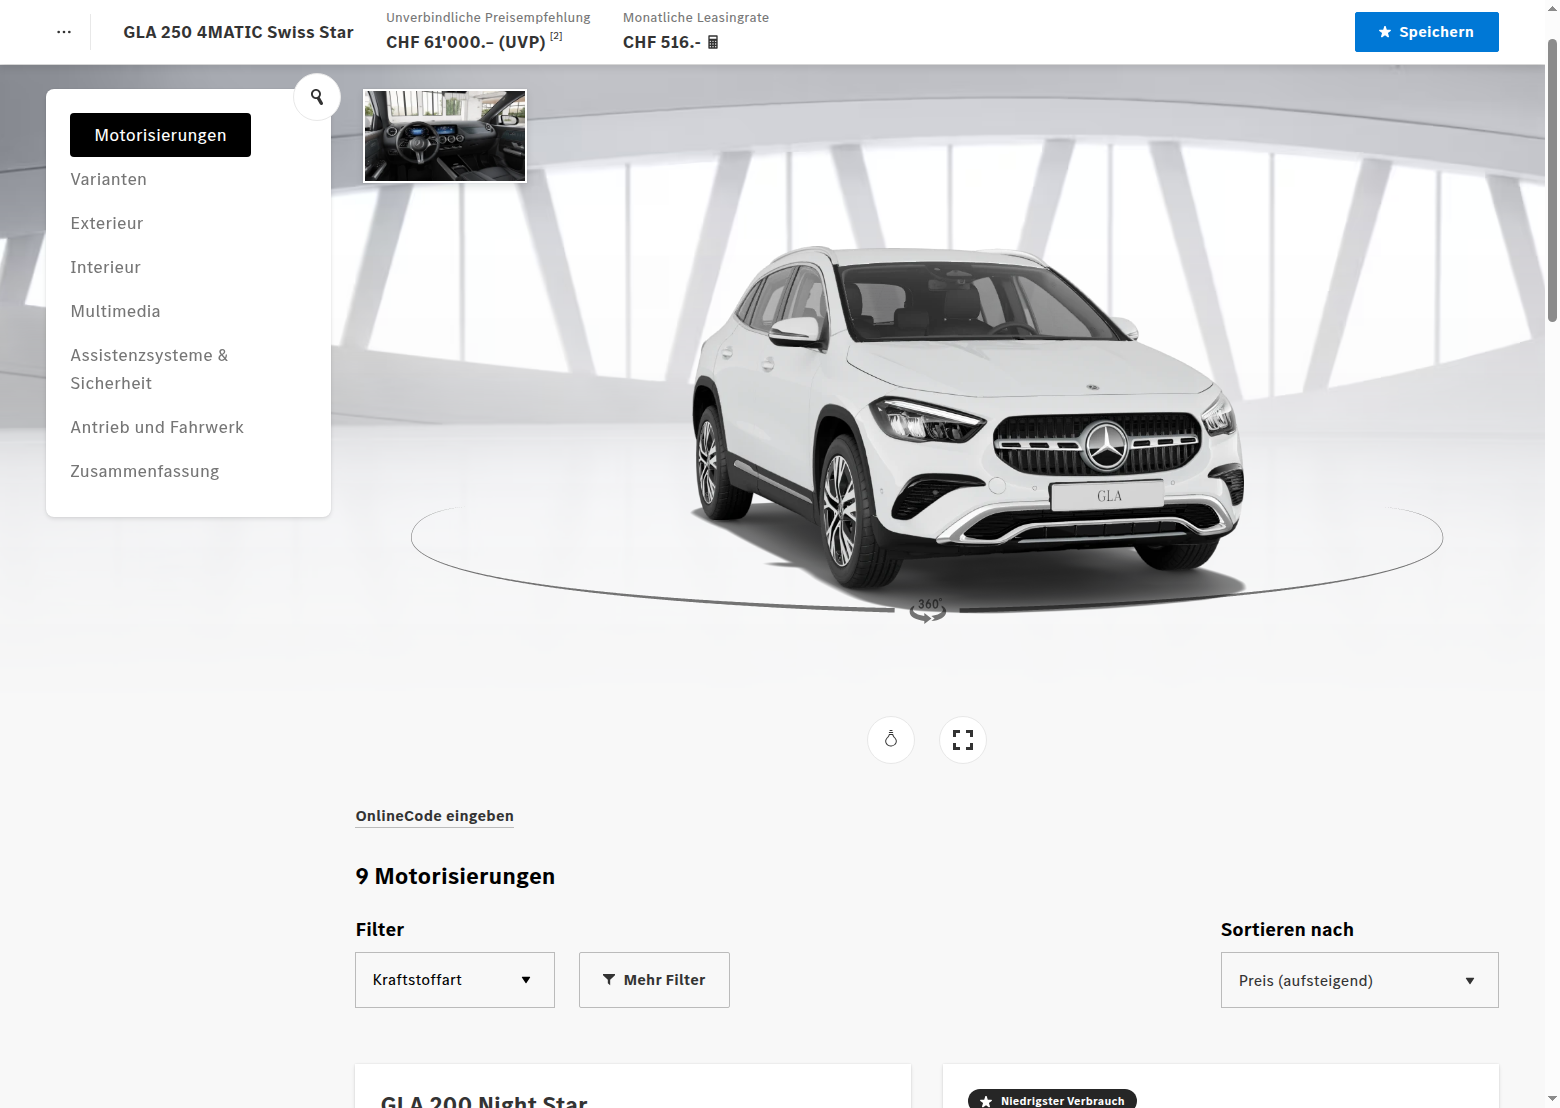 GLA 250 4MATIC Swiss Star
Unverbindliche Preisempfehlung
CHF 61'000.– (UVP) [2]
Monatliche Leasingrate
CHF 516.-
Speichern
Motorisierungen
Varianten
Exterieur
Interieur
Multimedia
Assistenzsysteme &
Sicherheit
Antrieb und Fahrwerk
Zusammenfassung
GLA
360°
OnlineCode eingeben
9 Motorisierungen
Filter
Sortieren nach
Kraftstoffart
Mehr Filter
Preis (aufsteigend)
GLA 200 Night Star
Niedrigster Verbrauch